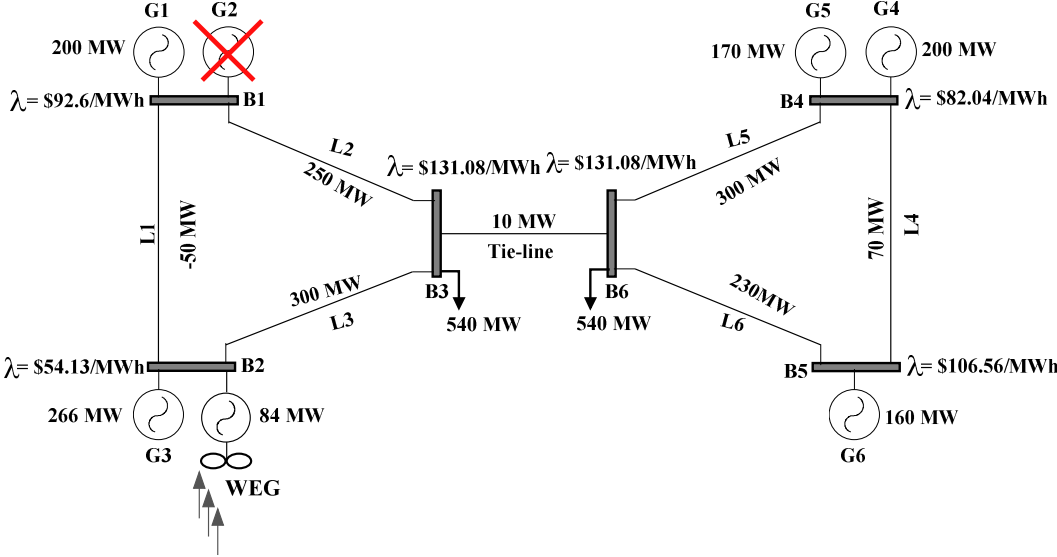 G1
G2
G5
G4
200 MW
170 MW
200 MW
λ= $92.6/MWh
B1
B4
λ= $82.04/MWh
L2
250 MW
L5
300 MW
λ= $131.08/MWh
λ= $131.08/MWh
L1
-50 MW
10 MW
Tie-line
70 MW
L4
300 MW
L3
B3
540 MW
B6
540 MW
230MW
L6
λ= $54.13/MWh
B2
B5
λ= $106.56/MWh
266 MW
84 MW
160 MW
G3
G6
WEG